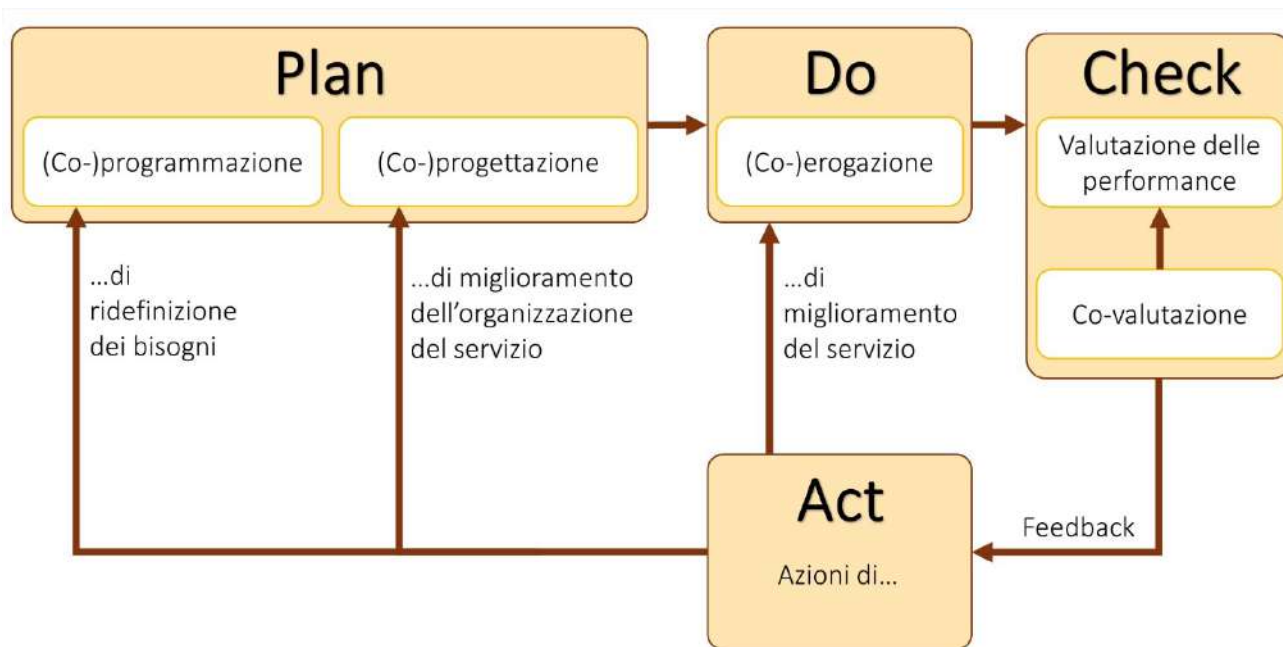 Plan
(Co-)programmazione
(Co-)progettazione
Do
(Co-)erogazione
Check
Valutazione delle
performance
Co-valutazione
...di
ridefinizione
dei bisogni
...di miglioramento
dell'organizzazione
del servizio
...di
miglioramento
del servizio
Act
Azioni di...
Feedback